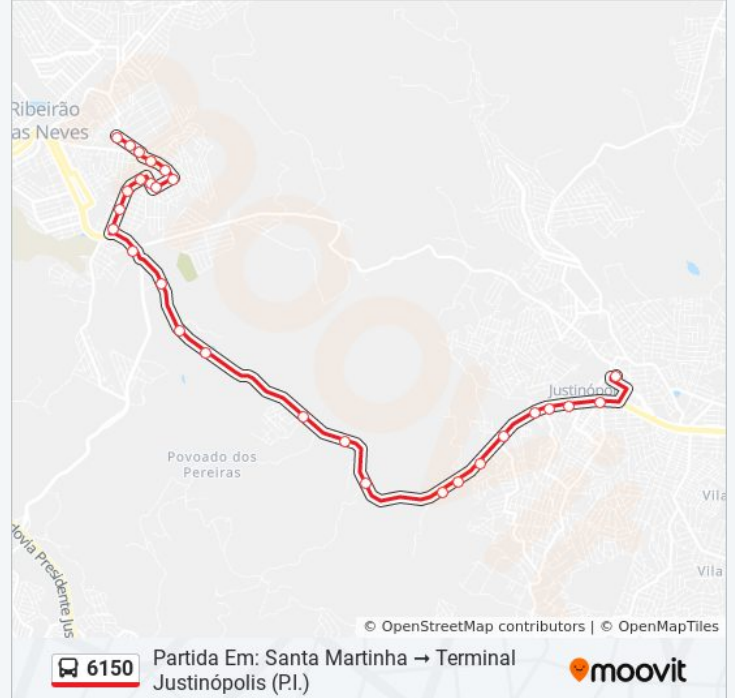 Ribeirão
as Neves
Justinópol
Povoado dos
Pereiras
Vila
Vila
dovia Presidente Jus
© OpenStreetMap contributors | © OpenMapTiles
6150
Partida Em: Santa Martinha → Terminal
Justinópolis (P.I.)
moovit